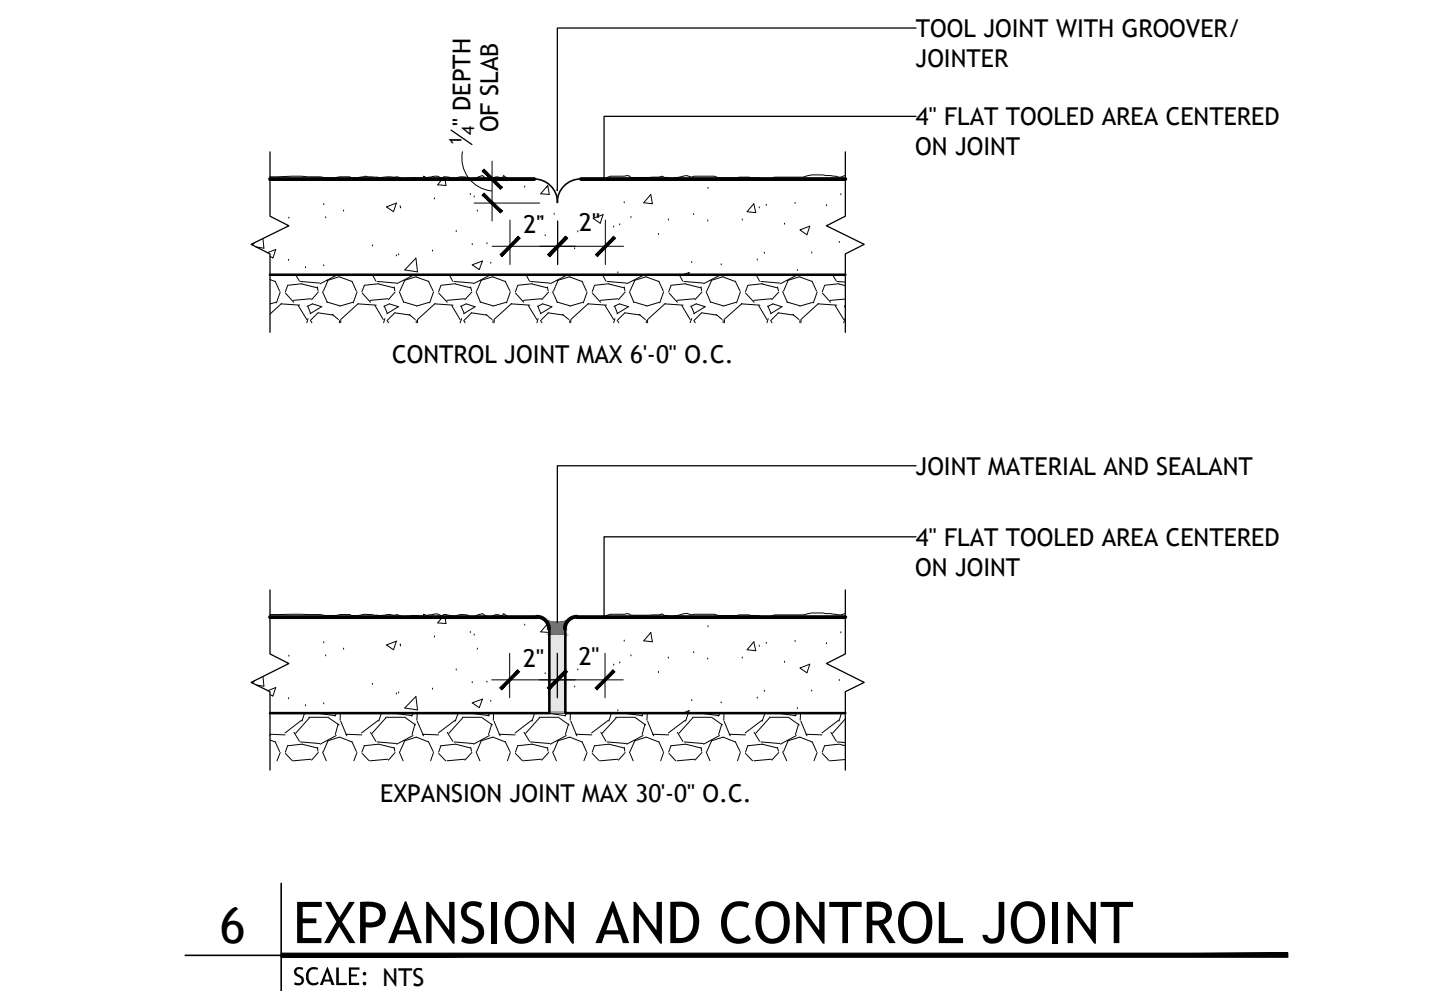 TOOL JOINT WITH GROOVER/
JOINTER
1/4" DEPTH
OF SLAB
4" FLAT TOOLED AREA CENTERED
ON JOINT
2" 2"
CONTROL JOINT MAX 6'-0" O.C.
JOINT MATERIAL AND SEALANT
4" FLAT TOOLED AREA CENTERED
ON JOINT
2" 2"
EXPANSION JOINT MAX 30'-0" O.C.
6 EXPANSION AND CONTROL JOINT
SCALE: NTS